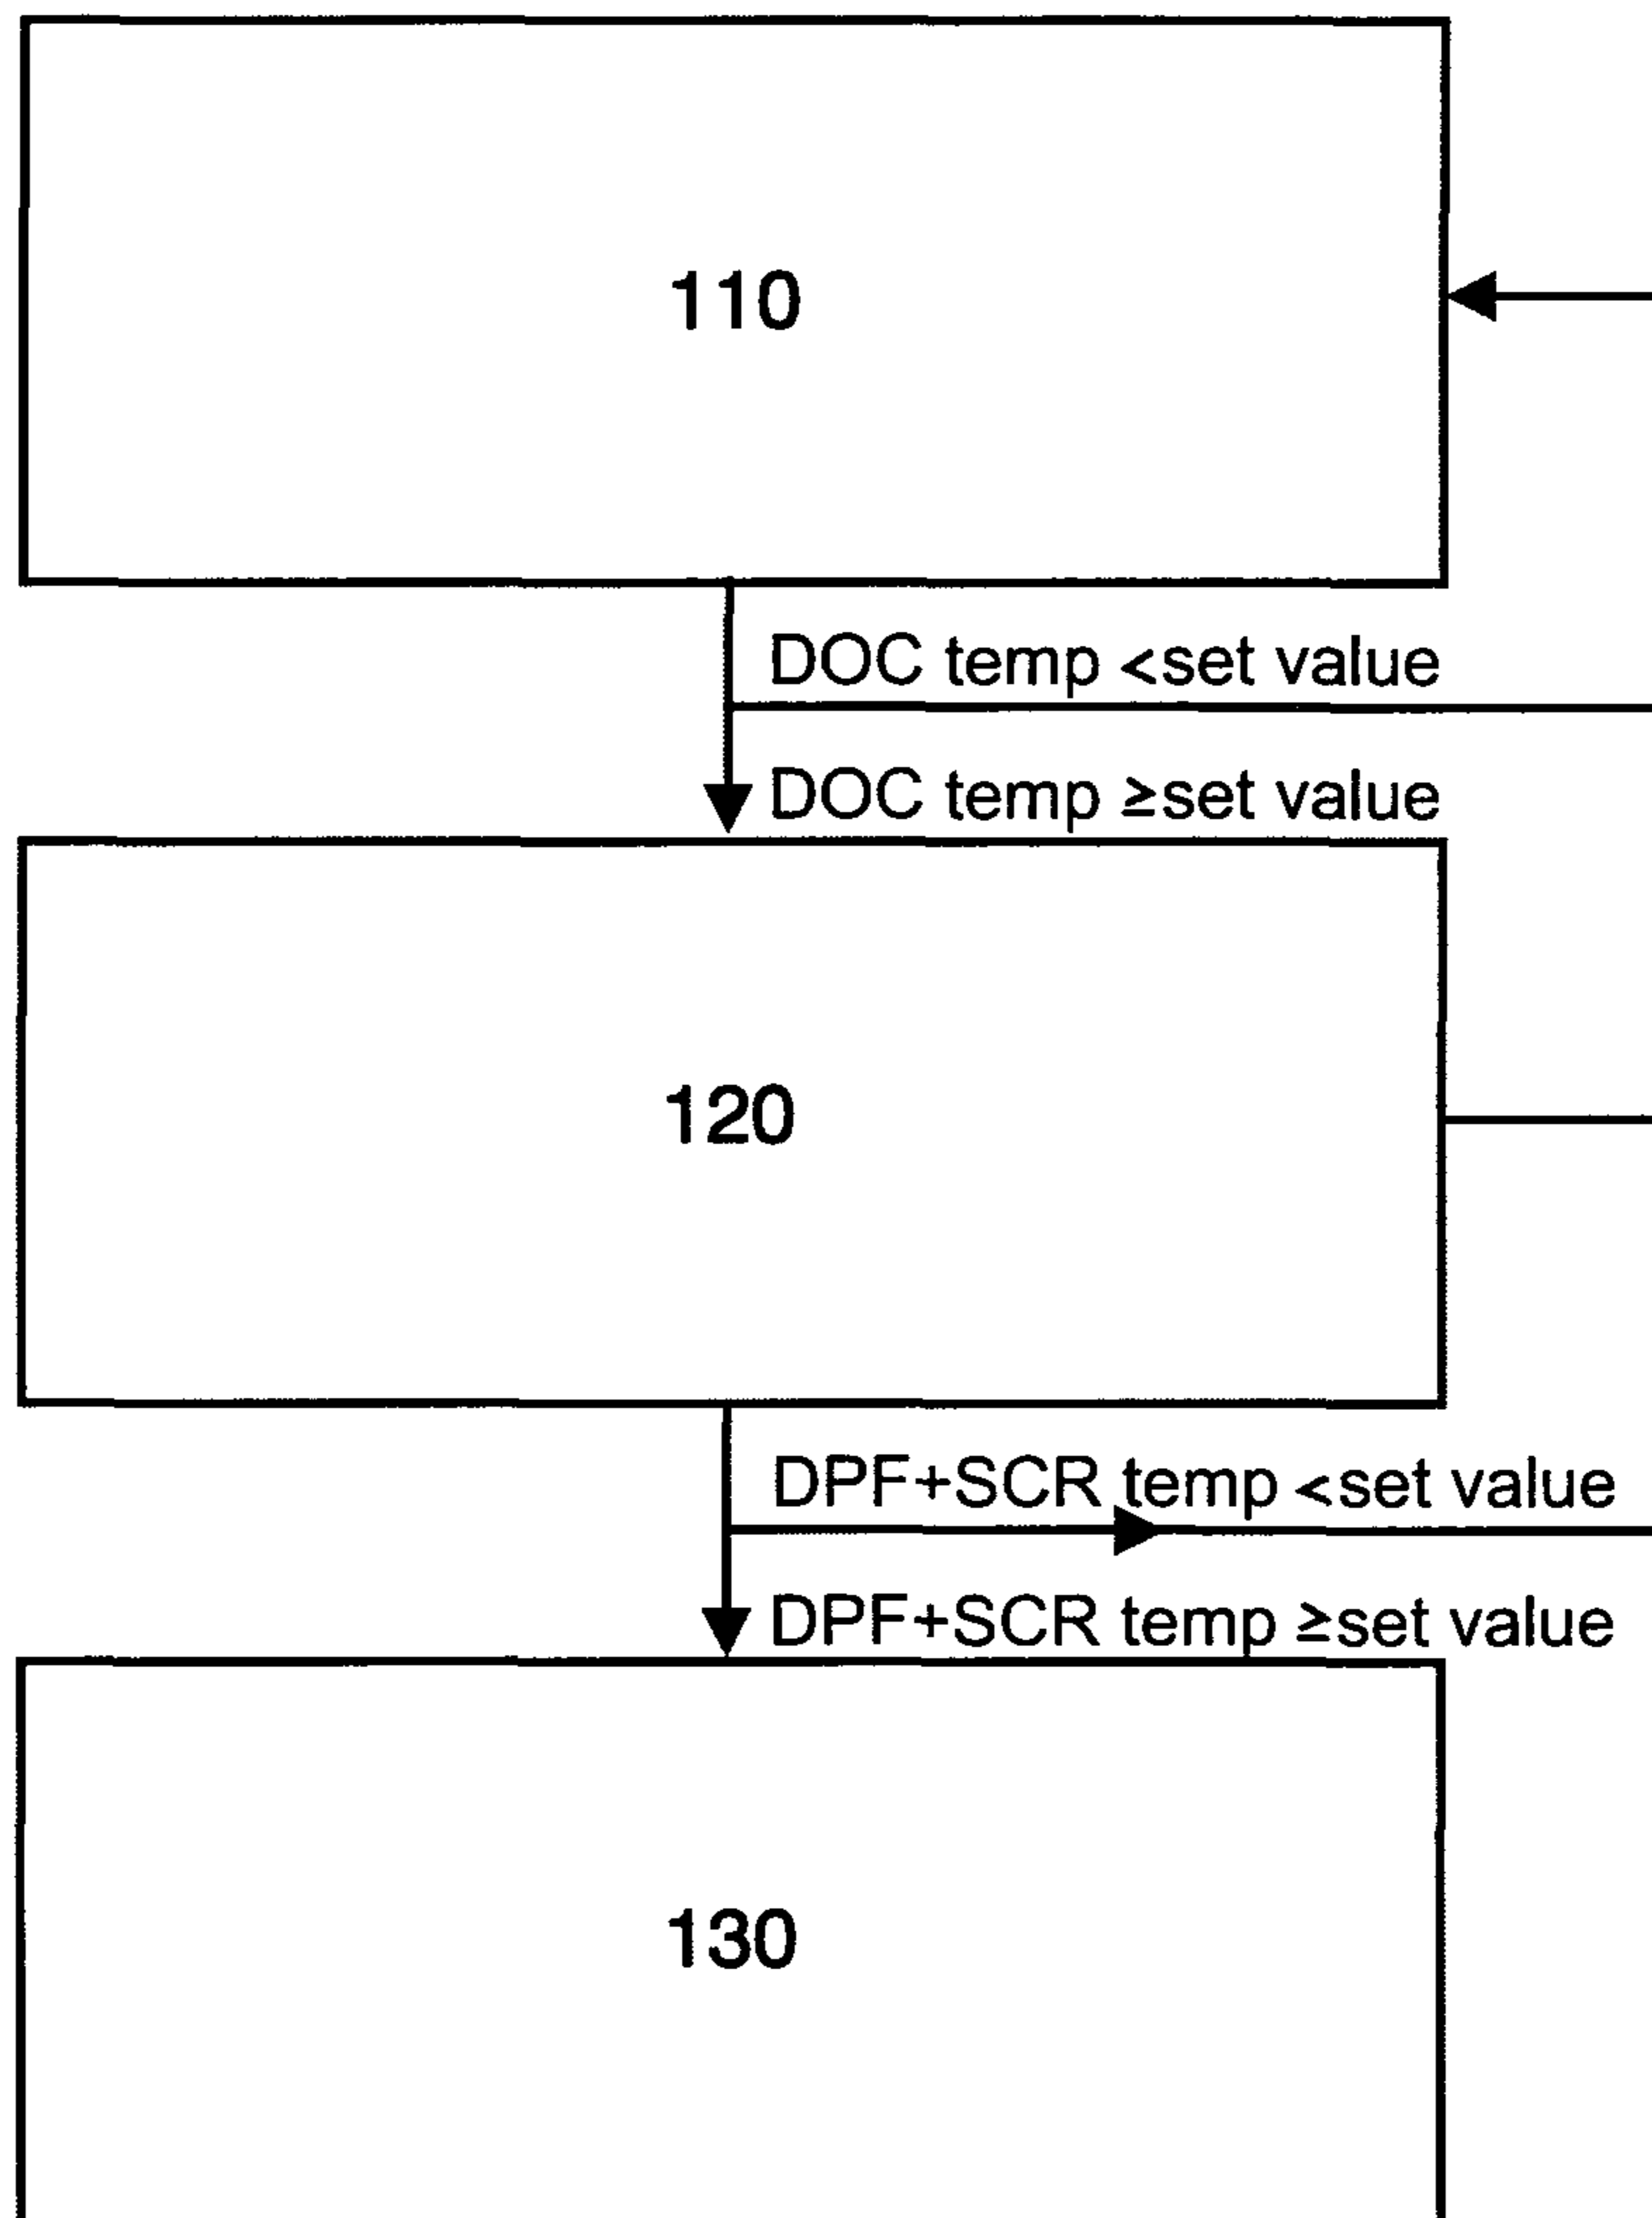 110
DOC temp <set value
DOC temp ≥set value
120
DPF+SCR temp <set value
DPF+SCR temp ≥set value
130